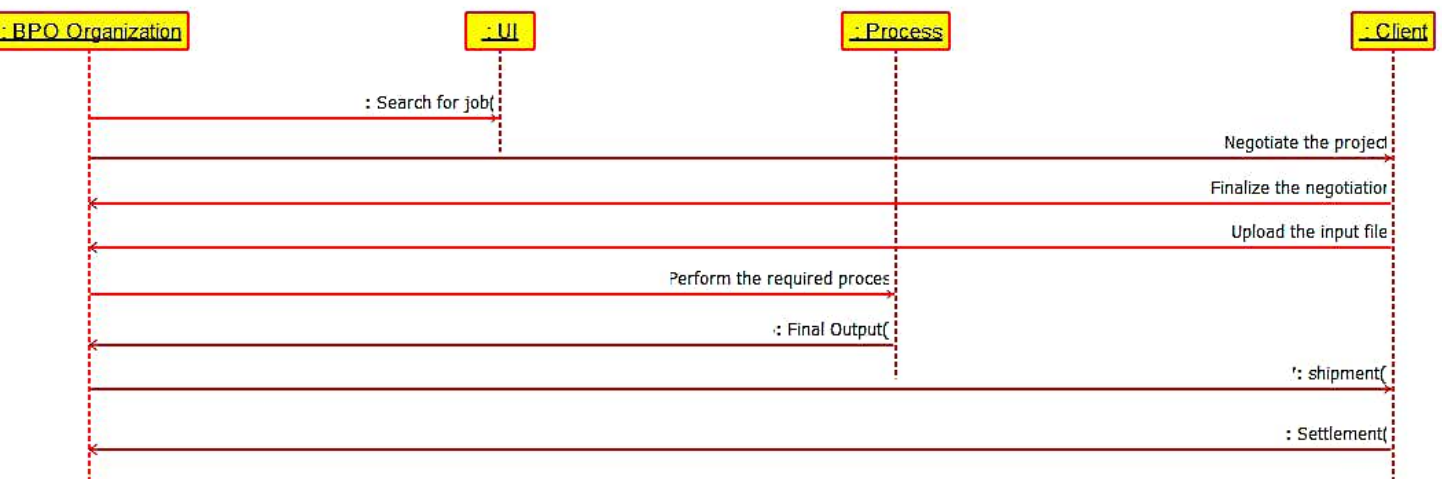 : BPO Organization
: UI
: Process
: Client
: Search for job(
Negotiate the project
Finalize the negotiation
Upload the input file
Perform the required proces
: Final Output(
: shipment(
: Settlement(